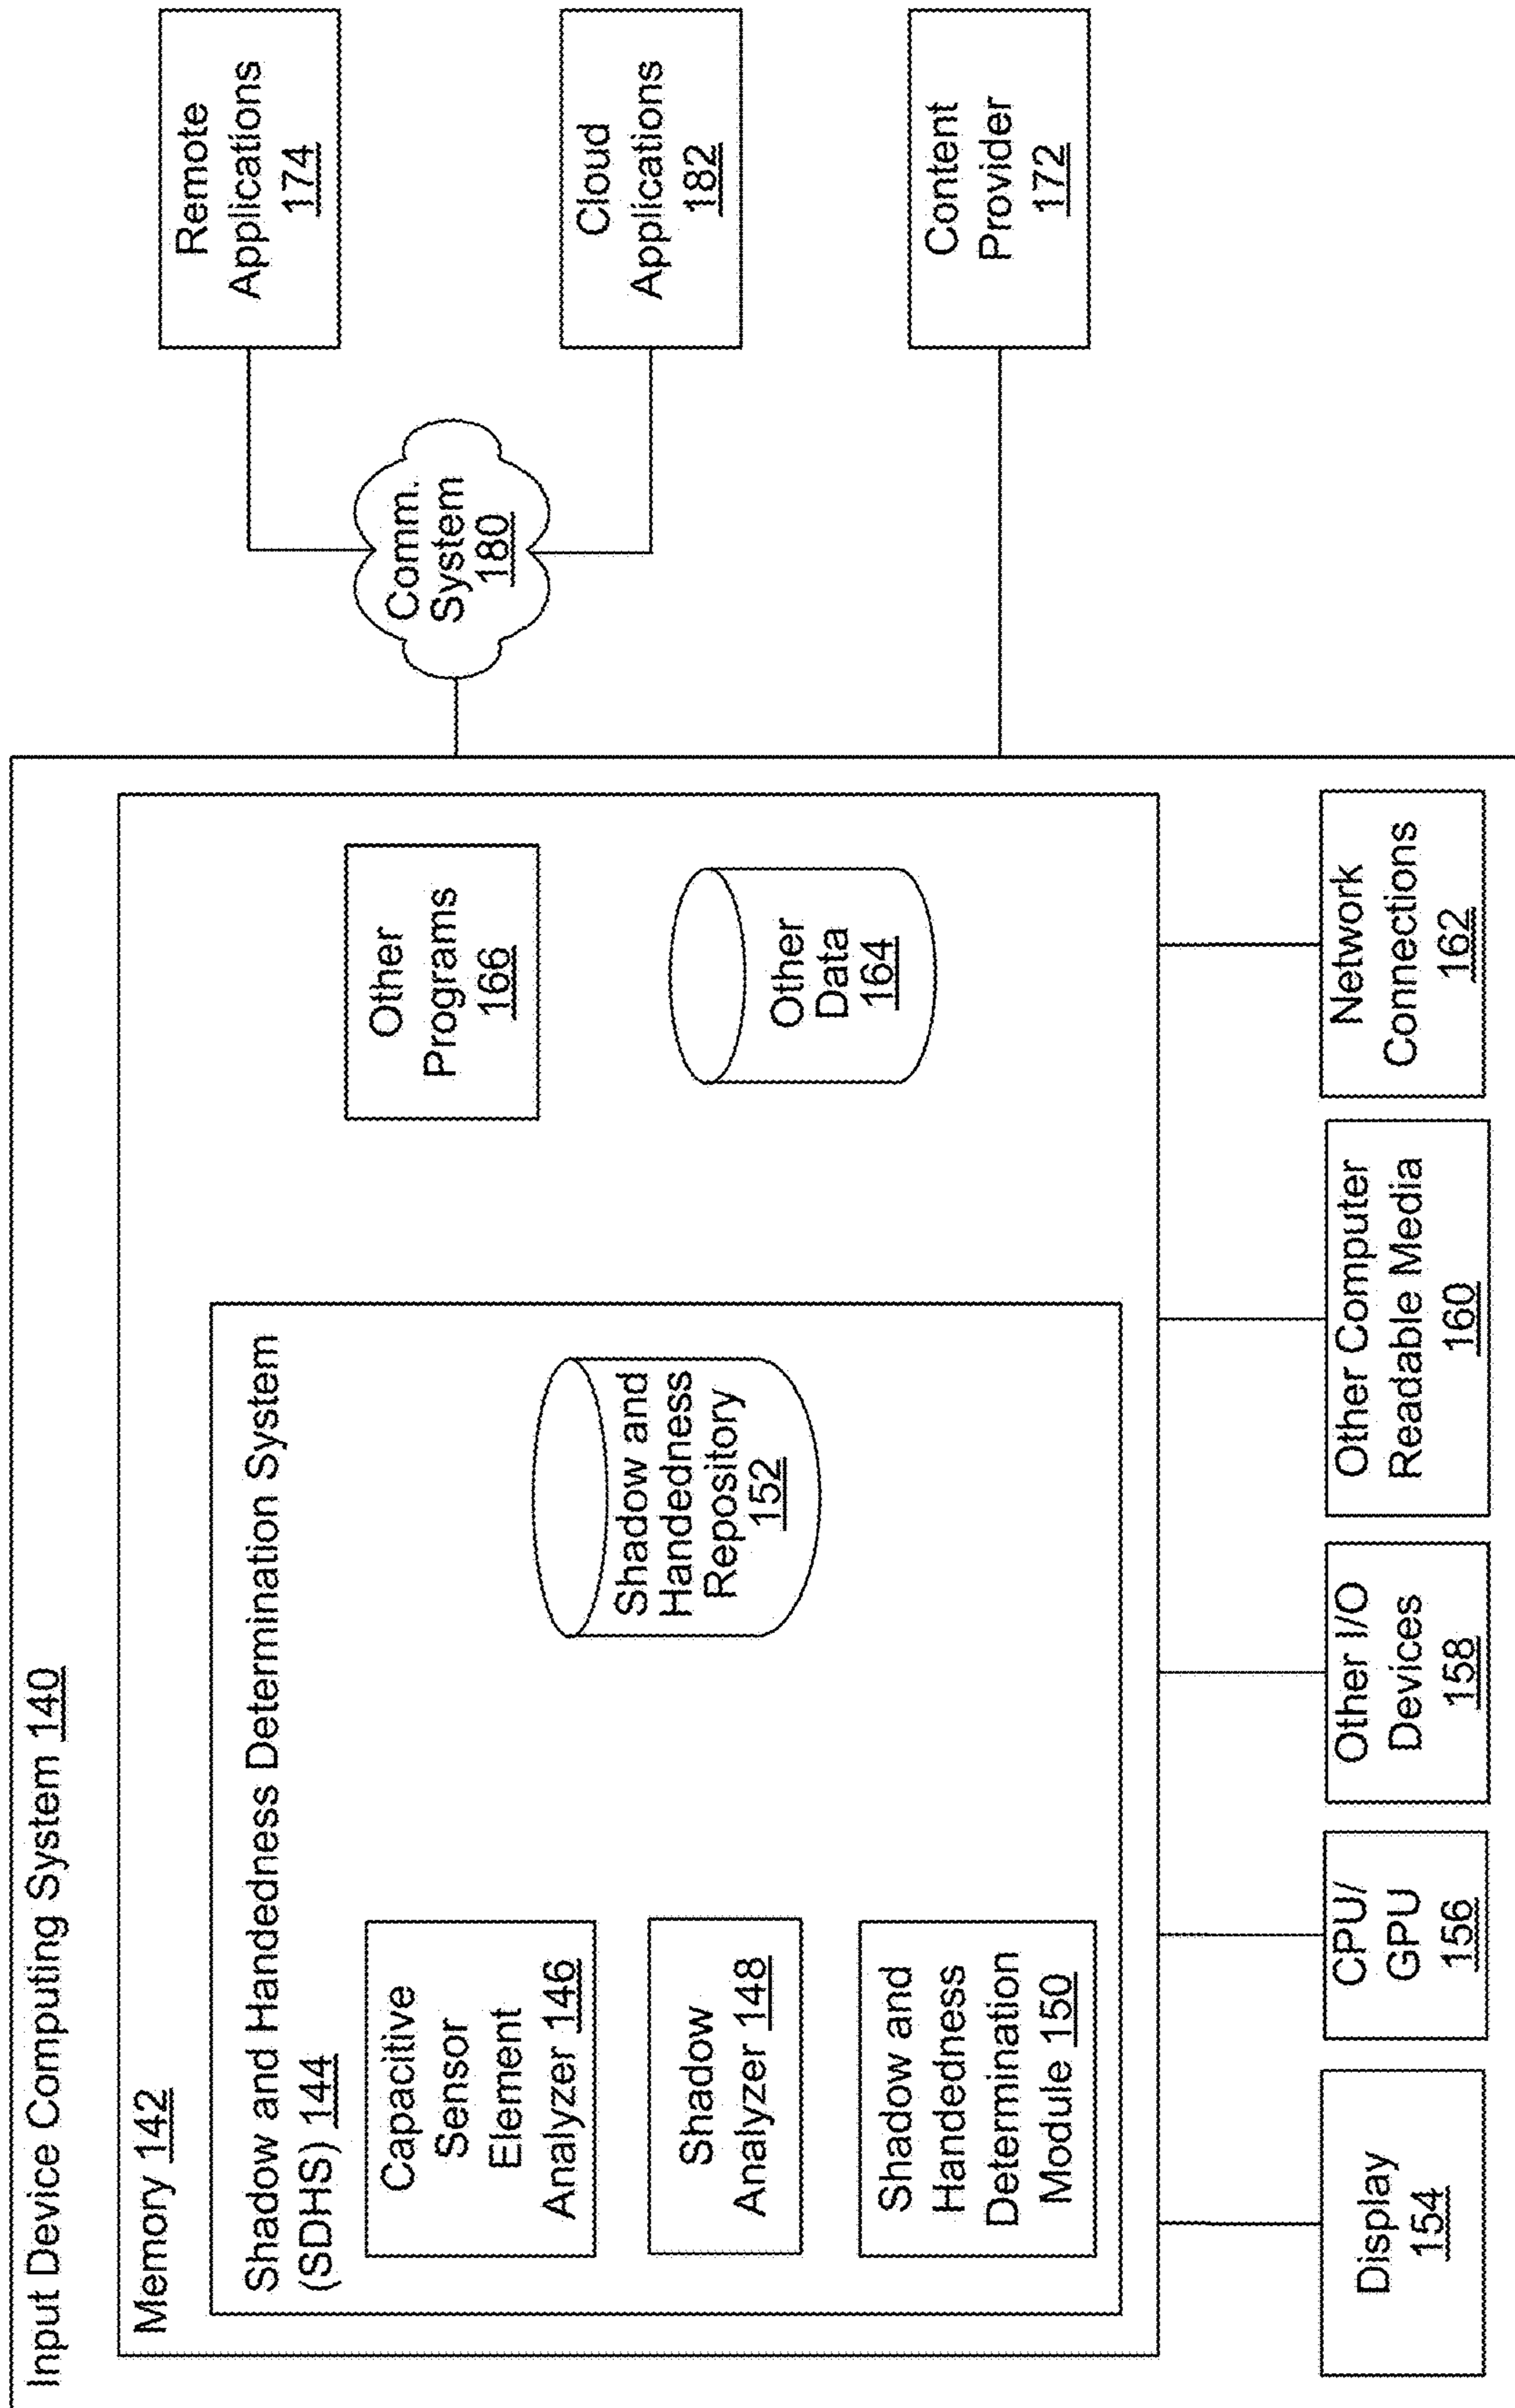 Input Device Computing System 140
Memory 142
Shadow and Handedness Determination System
(SDHS) 144
Capacitive
Sensor
Element
Analyzer 146
Shadow
Analyzer 148
Shadow and
Handedness
Determination
Module 150
Shadow and
Handedness
Repository
152
Other
Programs
166
Other
Data
164
Display
154
CPU/
GPU
156
Other I/O
Devices
158
Other Computer
Readable Media
160
Network
Connections
162
Comm.
System
180
Remote
Applications
174
Cloud
Applications
182
Content
Provider
172